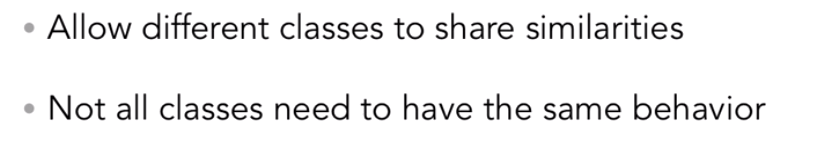 • Allow different classes to share similarities
• Not all classes need to have the same behavior